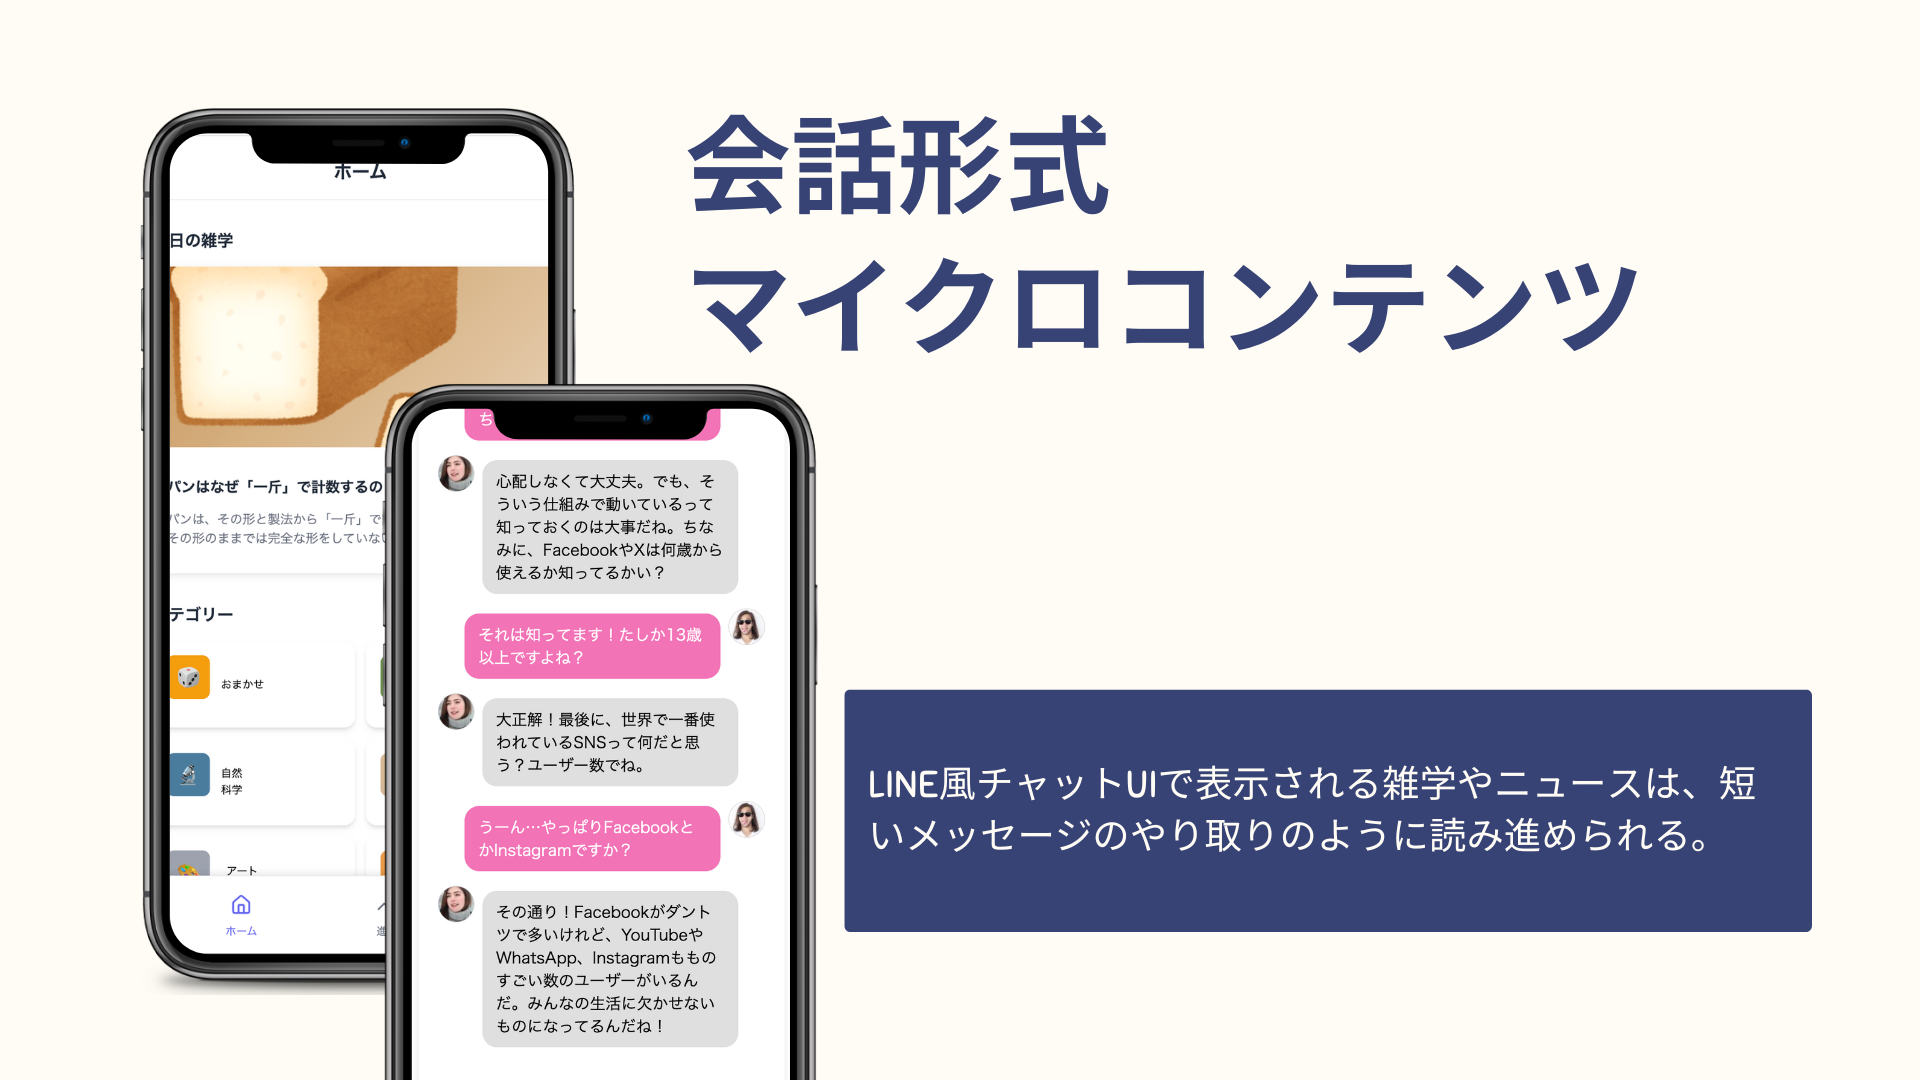 会話形式
マイクロコンテンツ
ホーム
日の雑学
パンはなぜ「一斤」で計数するの
パンは、その形と製法から「一斤」で
その形のままでは完全な形をしていな
テゴリー
おまかせ
自然
科学
アート
ホーム
進
ち
心配しなくて大丈夫。でも、そ
ういう仕組みで動いているって
知っておくのは大事だね。ちな
みに、FacebookやXは何歳から
使えるか知ってるかい？
それは知ってます！たしか13歳
以上ですよね？
大正解！最後に、世界で一番使
われているSNSって何だと思
う？ユーザー数でね。
うーん…やっぱりFacebookと
かInstagramですか？
その通り！Facebookがダント
ツで多いけれど、YouTubeや
WhatsApp、Instagramももの
すごい数のユーザーがいるん
だ。みんなの生活に欠かせない
ものになってるんだね！
LINE風チャットUIで表示される雑学やニュースは、短
いメッセージのやり取りのように読み進められる。